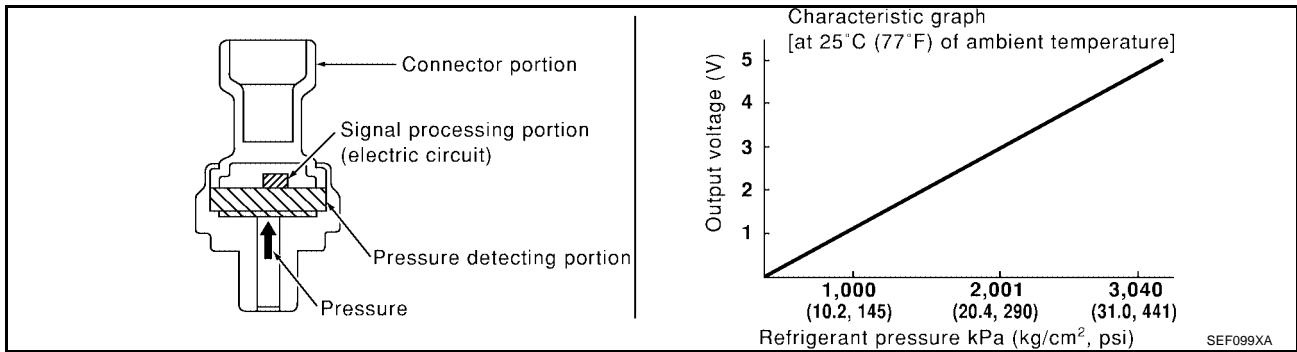 Connector portion
Signal processing portion
(electric circuit)
Pressure detecting portion
Pressure
Characteristic graph
[at 25°C (77°F) of ambient temperature]
Output voltage (V)
5
4
3
2
1
1,000 2,001 3,040
(10.2, 145) (20.4, 290) (31.0, 441)
Refrigerant pressure kPa (kg/cm², psi)
SEF099XA